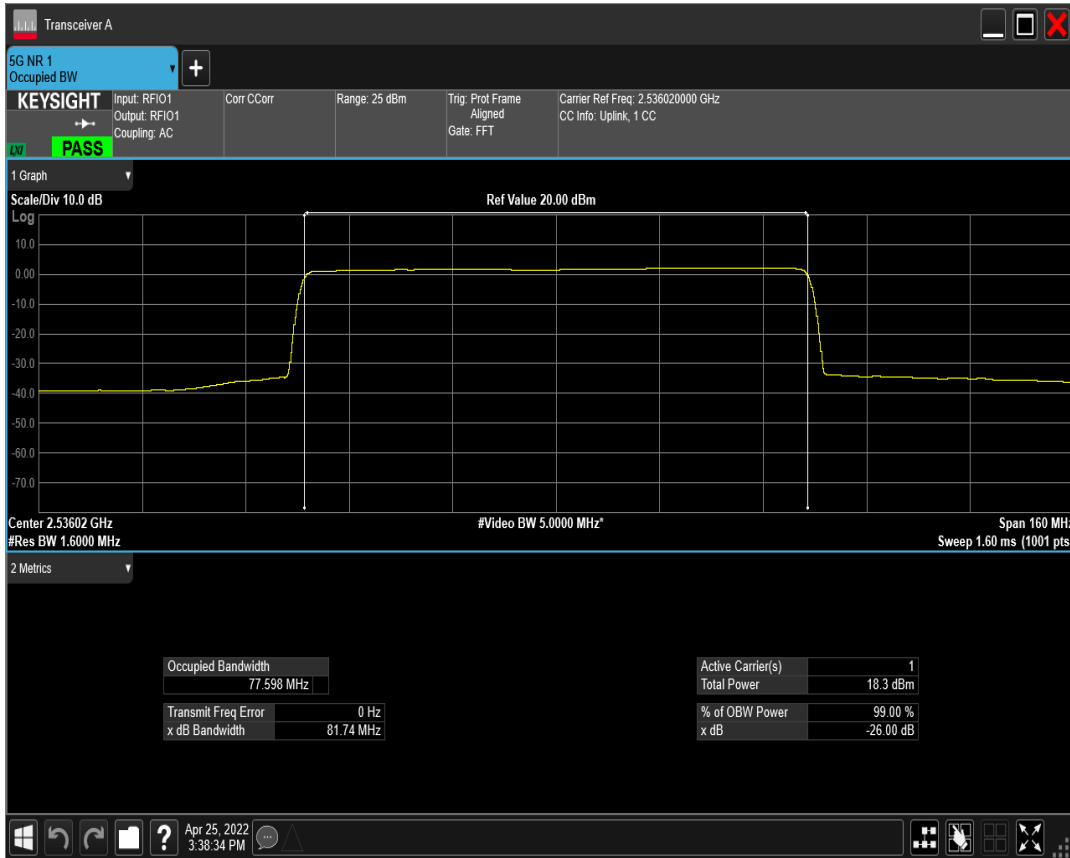 Transceiver A
5G NR 1
Occupied BW
+
KEYSIGHT
Input: RFIO1
Output: RFIO1
Coupling: AC
Corr CCorr
Range: 25 dBm
Trig: Prot Frame
Aligned
Gate: FFT
Carrier Ref Freq: 2.536020000 GHz
CC Info: Uplink, 1 CC
LXI
PASS
1 Graph
Scale/Div 10.0 dB
Ref Value 20.00 dBm
Log
10.0
0.00
-10.0
-20.0
-30.0
-40.0
-50.0
-60.0
-70.0
Center 2.53602 GHz
#Video BW 5.0000 MHz*
Span 160 MHz
#Res BW 1.6000 MHz
Sweep 1.60 ms (1001 pts
2 Metrics
Occupied Bandwidth
77.598 MHz
Transmit Freq Error 0 Hz
x dB Bandwidth 81.74 MHz
Active Carrier(s) 1
Total Power 18.3 dBm
% of OBW Power 99.00 %
x dB -26.00 dB
?
Apr 25, 2022
3:38:34 PM